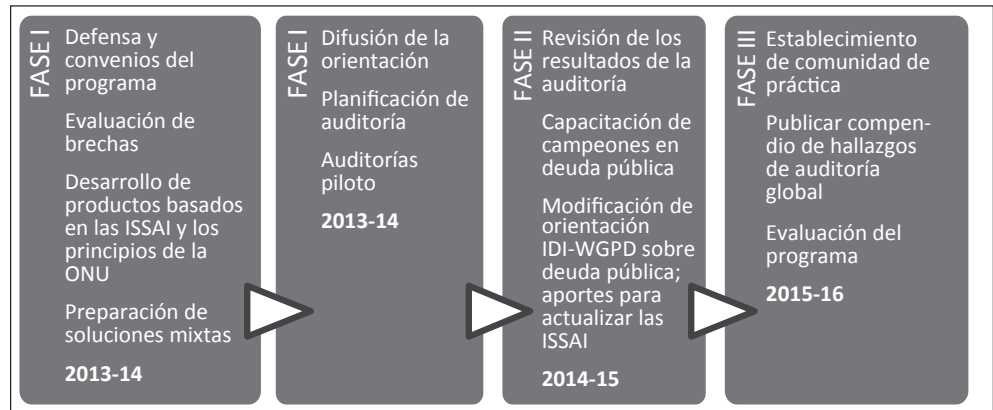 FASE I
Defensa y
convenios del
programa
Evaluación de
brechas
Desarrollo de
productos basados
en las ISSAI y los
principios de la
ONU
Preparación de
soluciones mixtas
2013-14
FASE I
Difusión de la
orientación
Planificación de
auditoría
Auditorías
piloto
2013-14
FASE II
Revisión de los
resultados de la
auditoría
Capacitación de
campeones en
deuda pública
Modificación de
orientación
IDI-WGPD sobre
deuda pública;
aportes para
actualizar las
ISSAI
2014-15
FASE III
Establecimiento
de comunidad de
práctica
Publicar compen-
dio de hallazgos
de auditoría
global
Evaluación del
programa
2015-16